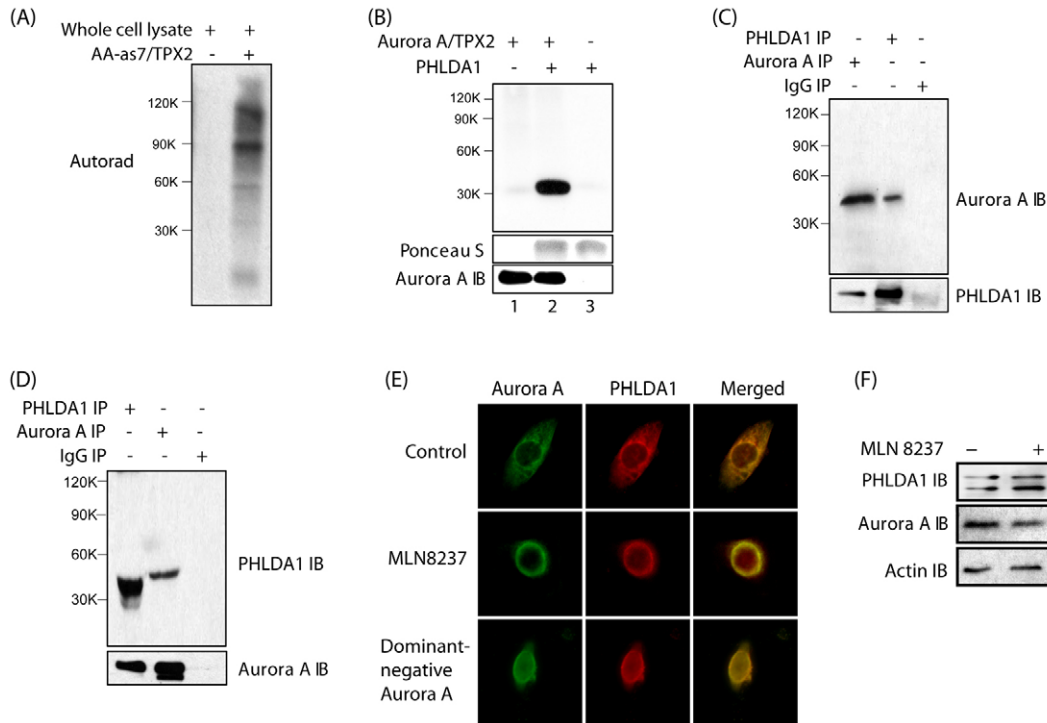 (A)
Whole cell lysate + +
AA-as7/TPX2 - +
120K
90K
60K
30K
Autorad
(B)
Aurora A/TPX2 + + -
PHLDA1 - + +
120K
90K
60K
30K
Ponceau S
Aurora A IB
1 2 3
(C)
PHLDA1 IP - + -
Aurora A IP + - -
IgG IP - - +
120K
90K
60K
30K
Aurora A IB
PHLDA1 IB
(D)
PHLDA1 IP + - -
Aurora A IP - + -
IgG IP - - +
120K
90K
60K
30K
PHLDA1 IB
Aurora A IB
(E)
Aurora A PHLDA1 Merged
Control
MLN8237
Dominant-
negative
Aurora A
(F)
MLN 8237 – +
PHLDA1 IB
Aurora A IB
Actin IB